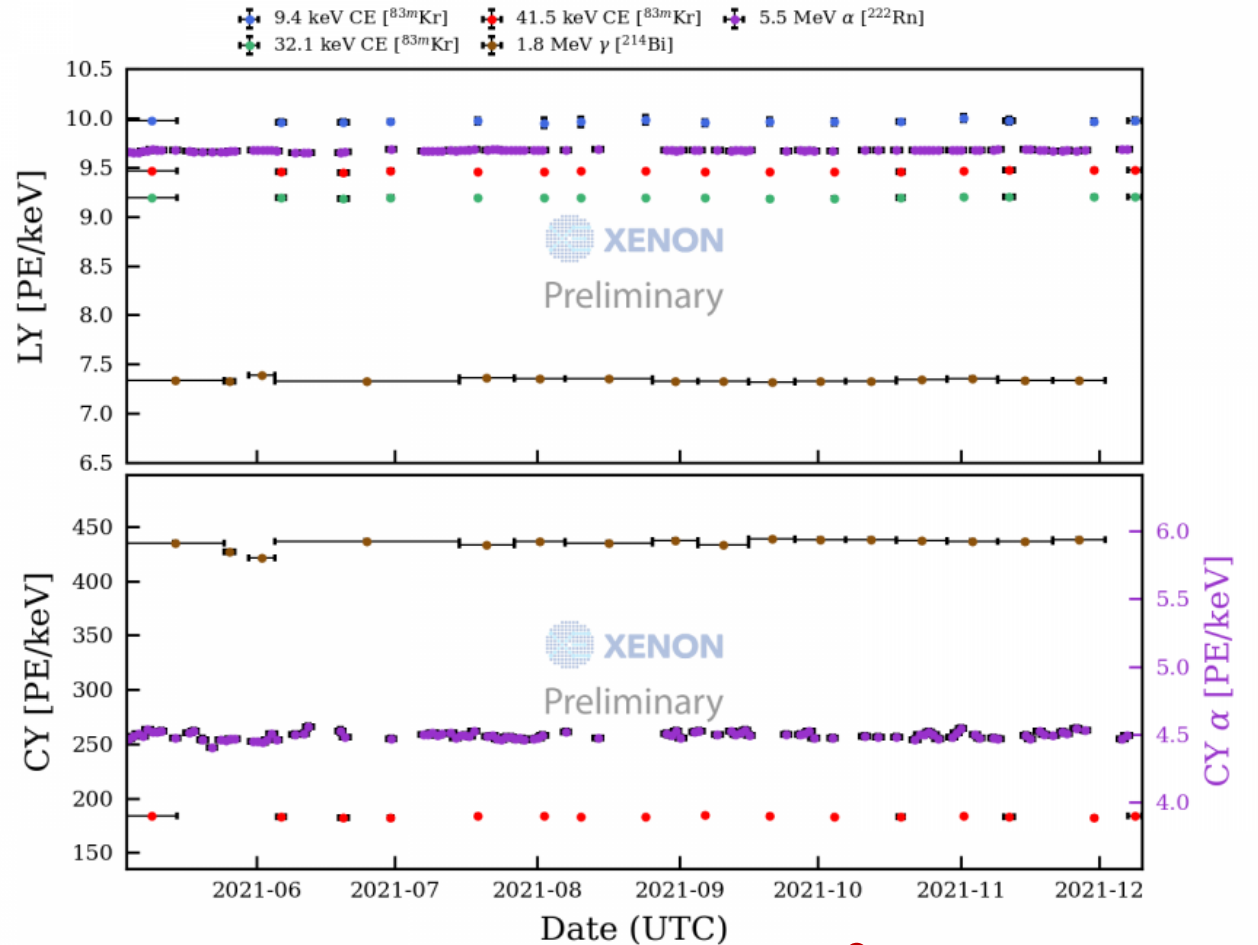 9.4 keV CE [⁸³ᵐKr] 41.5 keV CE [⁸³ᵐKr] 5.5 MeV α [²²²Rn]
32.1 keV CE [⁸³ᵐKr] 1.8 MeV γ [²¹⁴Bi]
10.5
10.0
9.5
9.0
8.5
8.0
7.5
7.0
6.5
LY [PE/keV]
XENON
Preliminary
450
400
350
300
250
200
150
CY [PE/keV]
XENON
Preliminary
6.0
5.5
5.0
4.5
4.0
CY α [PE/keV]
2021-06 2021-07 2021-08 2021-09 2021-10 2021-11 2021-12
Date (UTC)